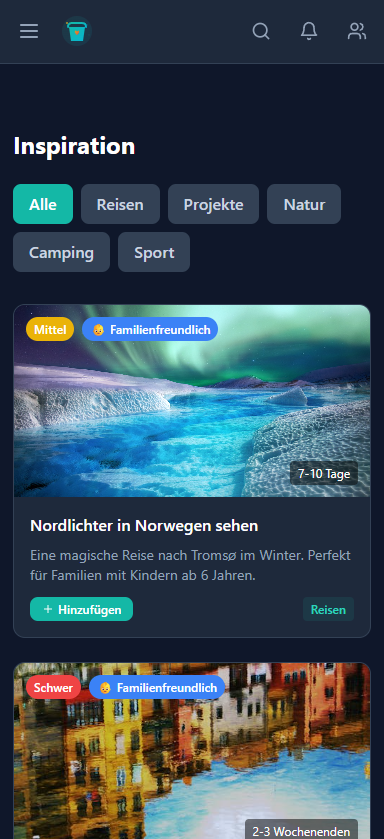 Inspiration
Alle Reisen Projekte Natur
Camping Sport
Mittel Familienfreundlich
7-10 Tage
Nordlichter in Norwegen sehen
Eine magische Reise nach Tromsø im Winter. Perfekt
für Familien mit Kindern ab 6 Jahren.
+ Hinzufügen Reisen
Schwer Familienfreundlich
2-3 Wochenenden